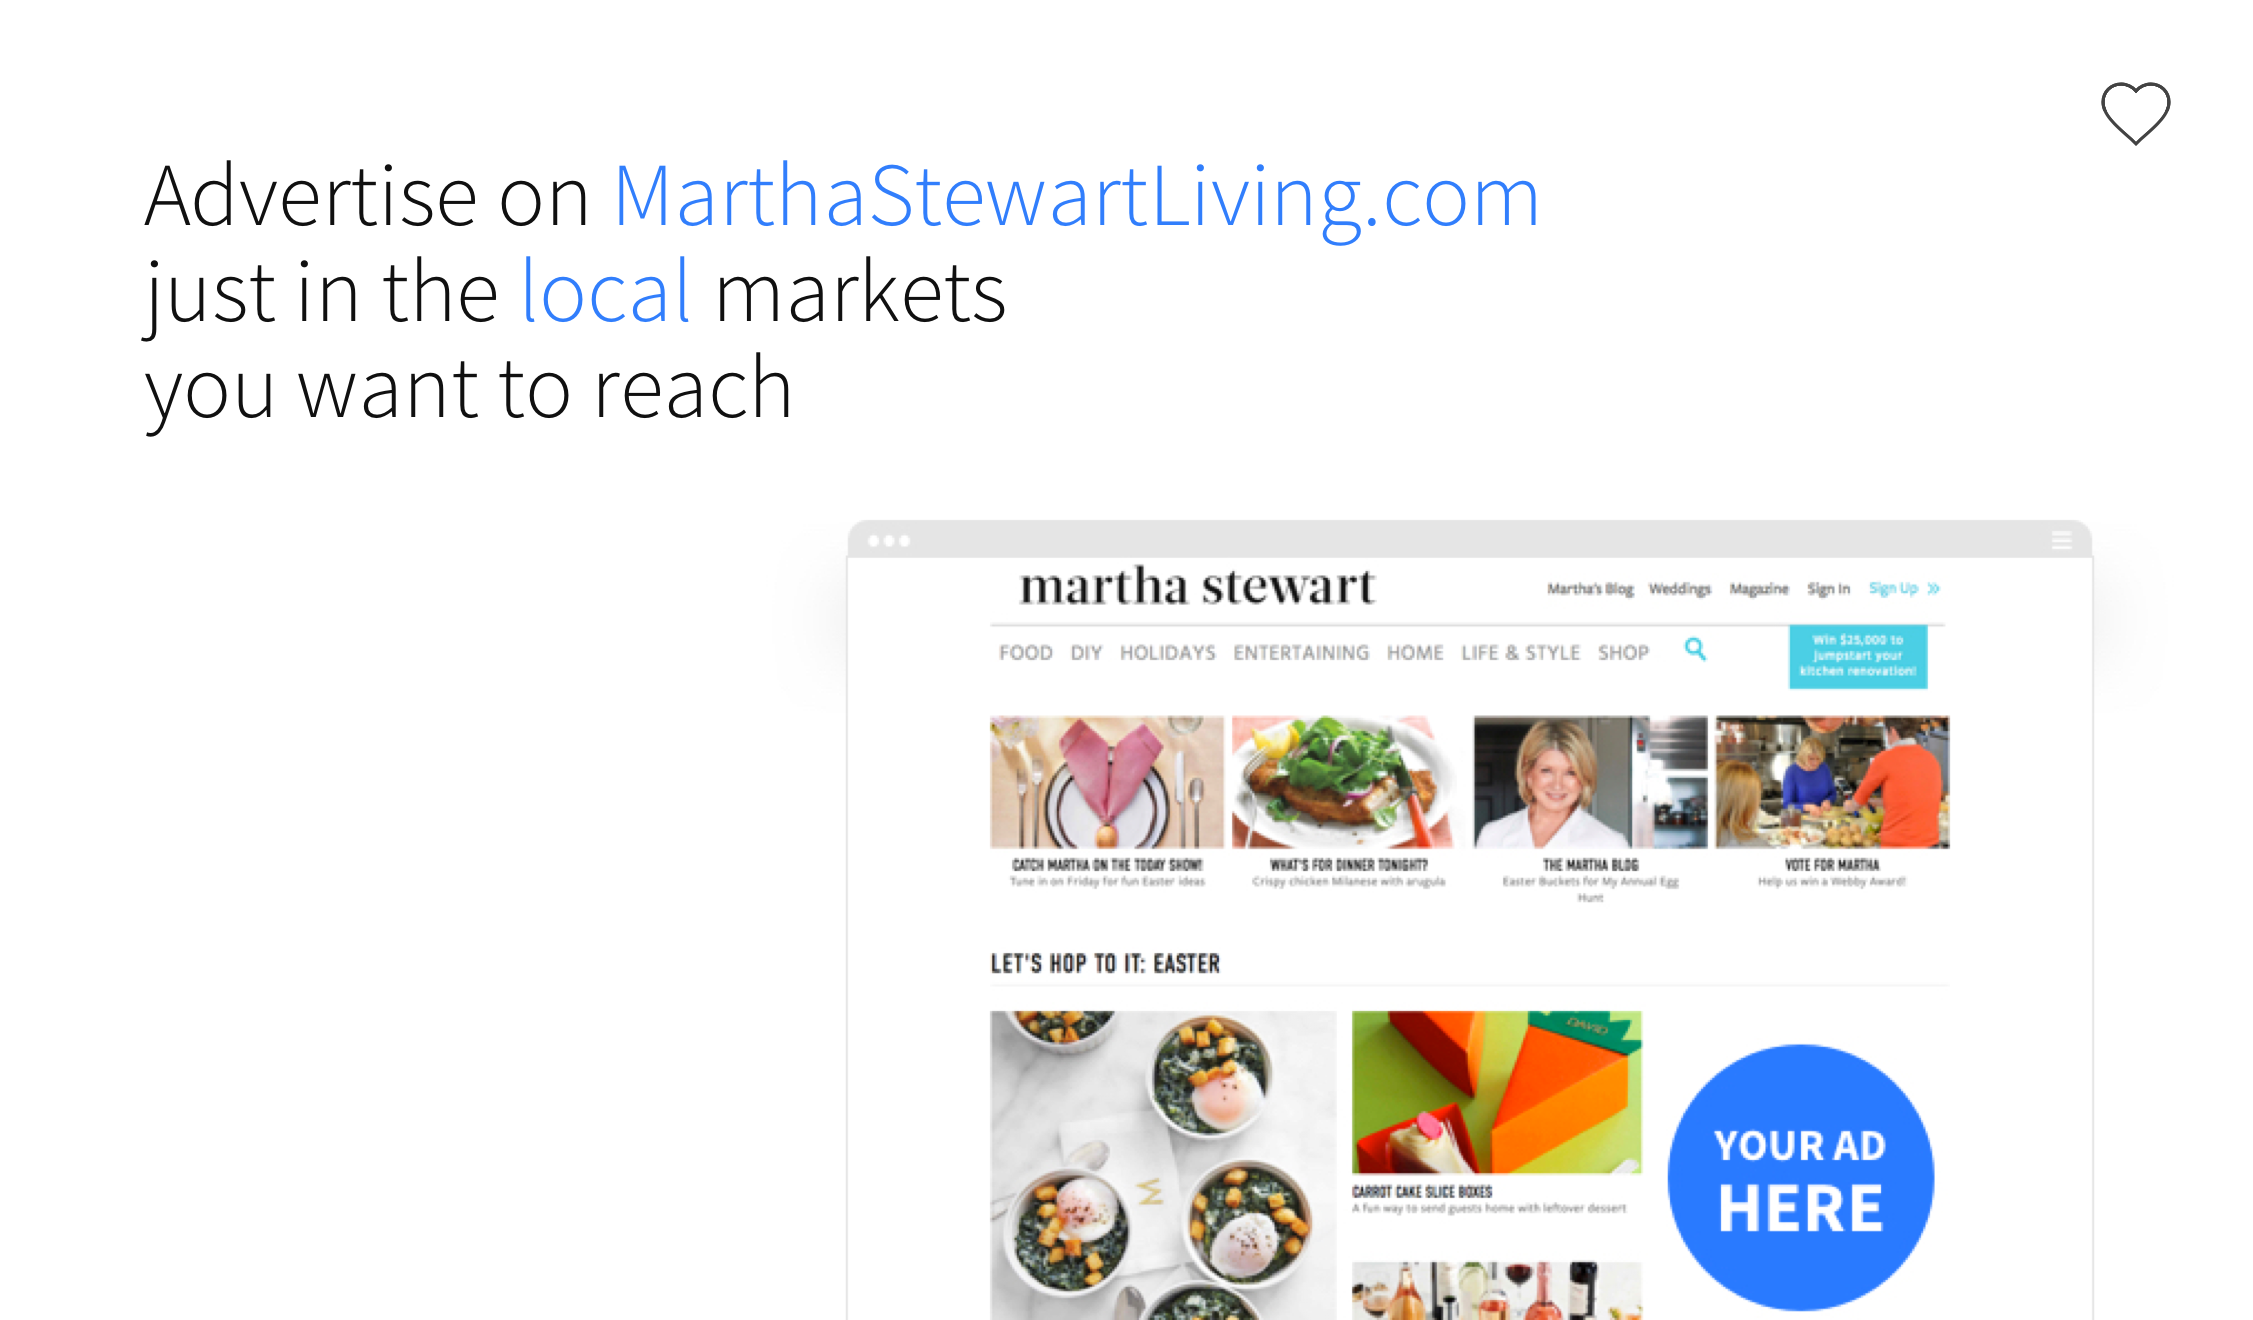 Advertise on MarthaStewartLiving.com
just in the local markets
you want to reach
martha stewart
Martha's Blog Weddings Magazine Sign In Sign Up »
FOOD DIY HOLIDAYS ENTERTAINING HOME LIFE & STYLE SHOP
Win $25,000 to
jumpstart your
kitchen renovation!
CATCH MARTHA ON THE TODAY SHOW!
Tune in on Friday for fun Easter ideas
WHAT'S FOR DINNER TONIGHT?
Crispy chicken Milanese with arugula
THE MARTHA BLOG
Easter Buckets for My Annual Egg
Hunt
VOTE FOR MARTHA
Help us win a Webby Award!
LET'S HOP TO IT: EASTER
DAVID
M
CARROT CAKE SLICE BOXES
A fun way to send guests home with leftover dessert
YOUR AD
HERE